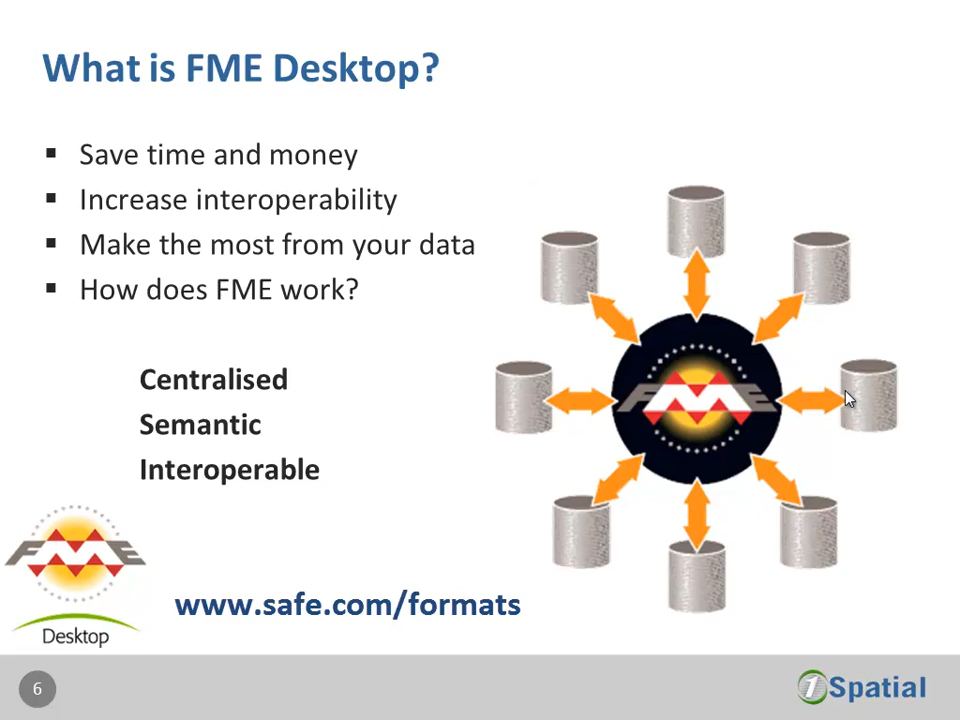 What is FME Desktop?
▪ Save time and money
▪ Increase interoperability
▪ Make the most from your data
▪ How does FME work?
Centralised
Semantic
Interoperable
FME
FME
Desktop
www.safe.com/formats
6
1Spatial